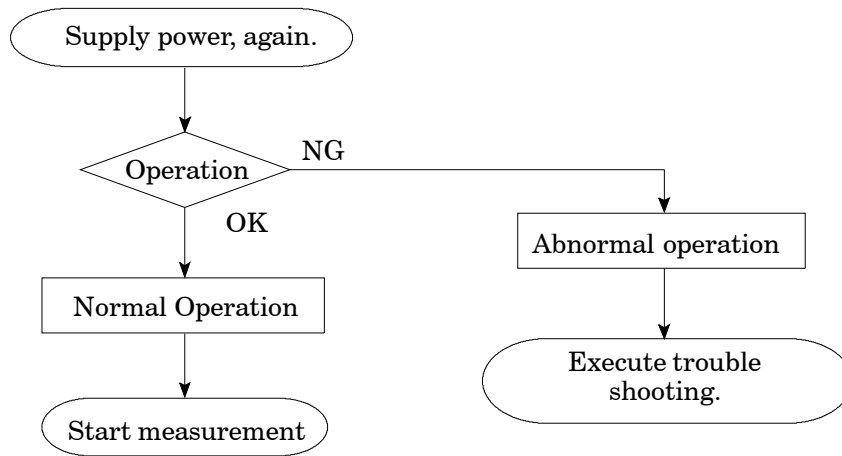 Supply power, again.
Operation
NG
OK
Abnormal operation
Normal Operation
Execute trouble
shooting.
Start measurement